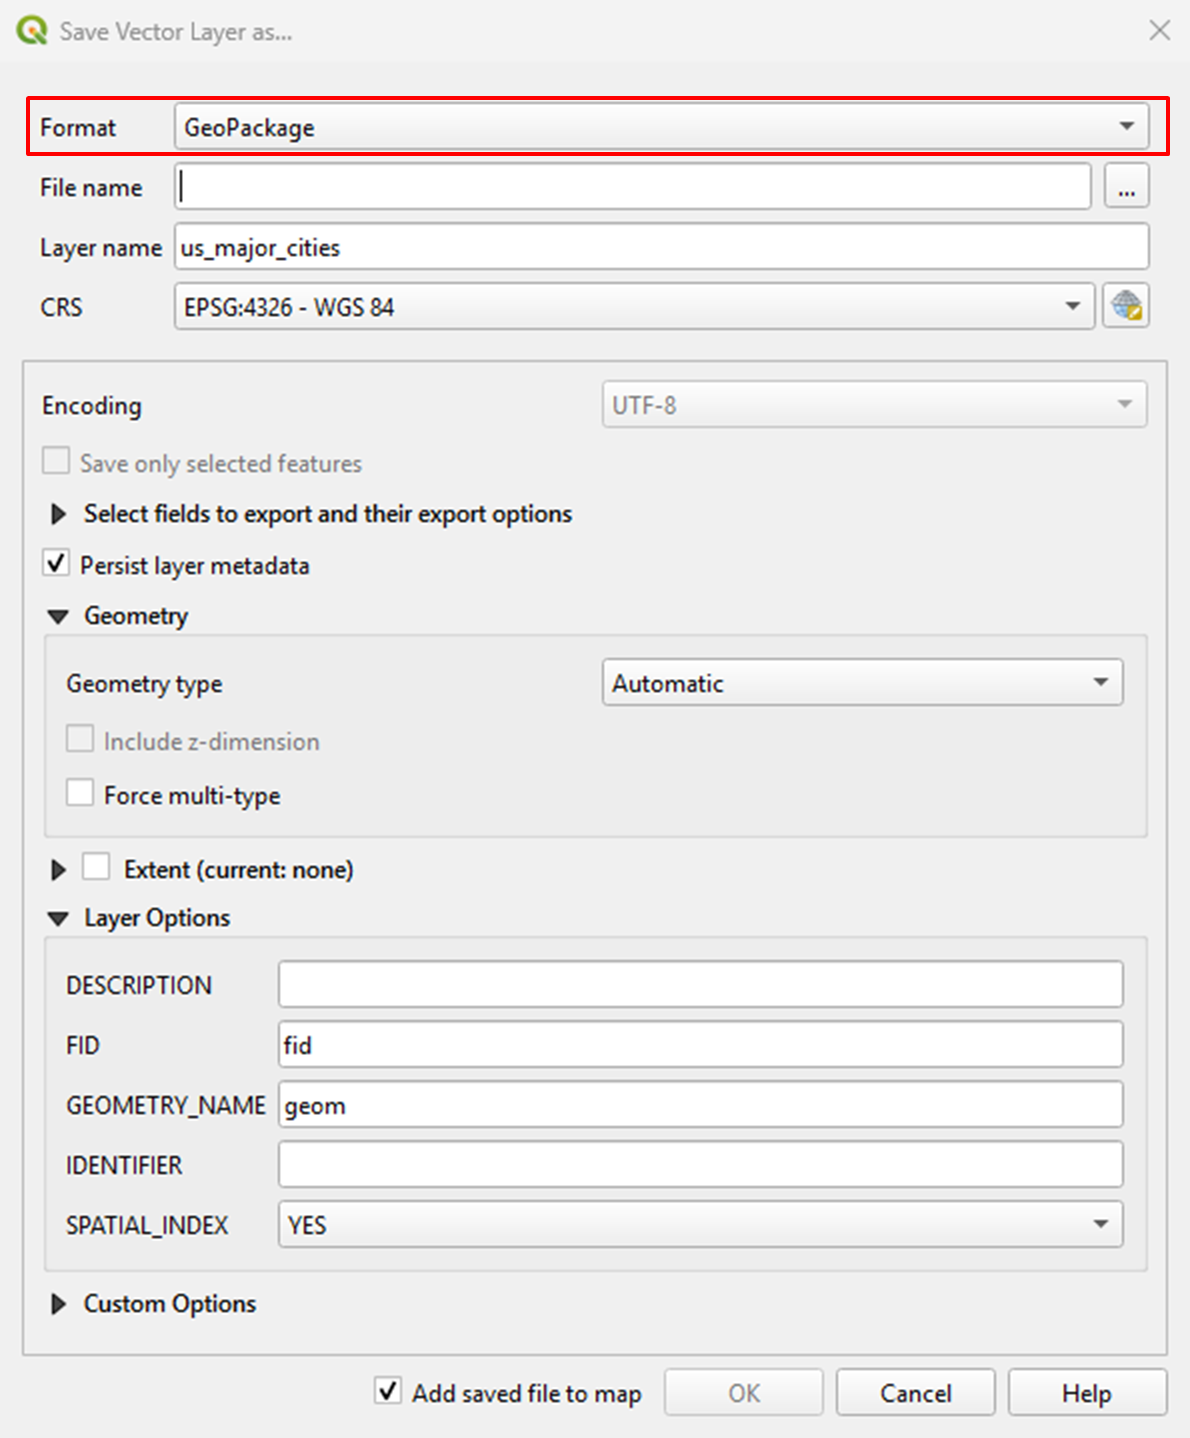 Save Vector Layer as...
Format GeoPackage
File name ...
Layer name us_major_cities
CRS EPSG:4326 - WGS 84
Encoding UTF-8
Save only selected features
Select fields to export and their export options
Persist layer metadata
Geometry
Geometry type Automatic
Include z-dimension
Force multi-type
Extent (current: none)
Layer Options
DESCRIPTION
FID fid
GEOMETRY_NAME geom
IDENTIFIER
SPATIAL_INDEX YES
Custom Options
Add saved file to map OK Cancel Help